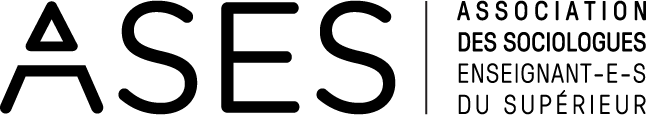 ASES
ASSOCIATION
DES SOCIOLOGUES
ENSEIGNANT-E-S
DU SUPÉRIEUR